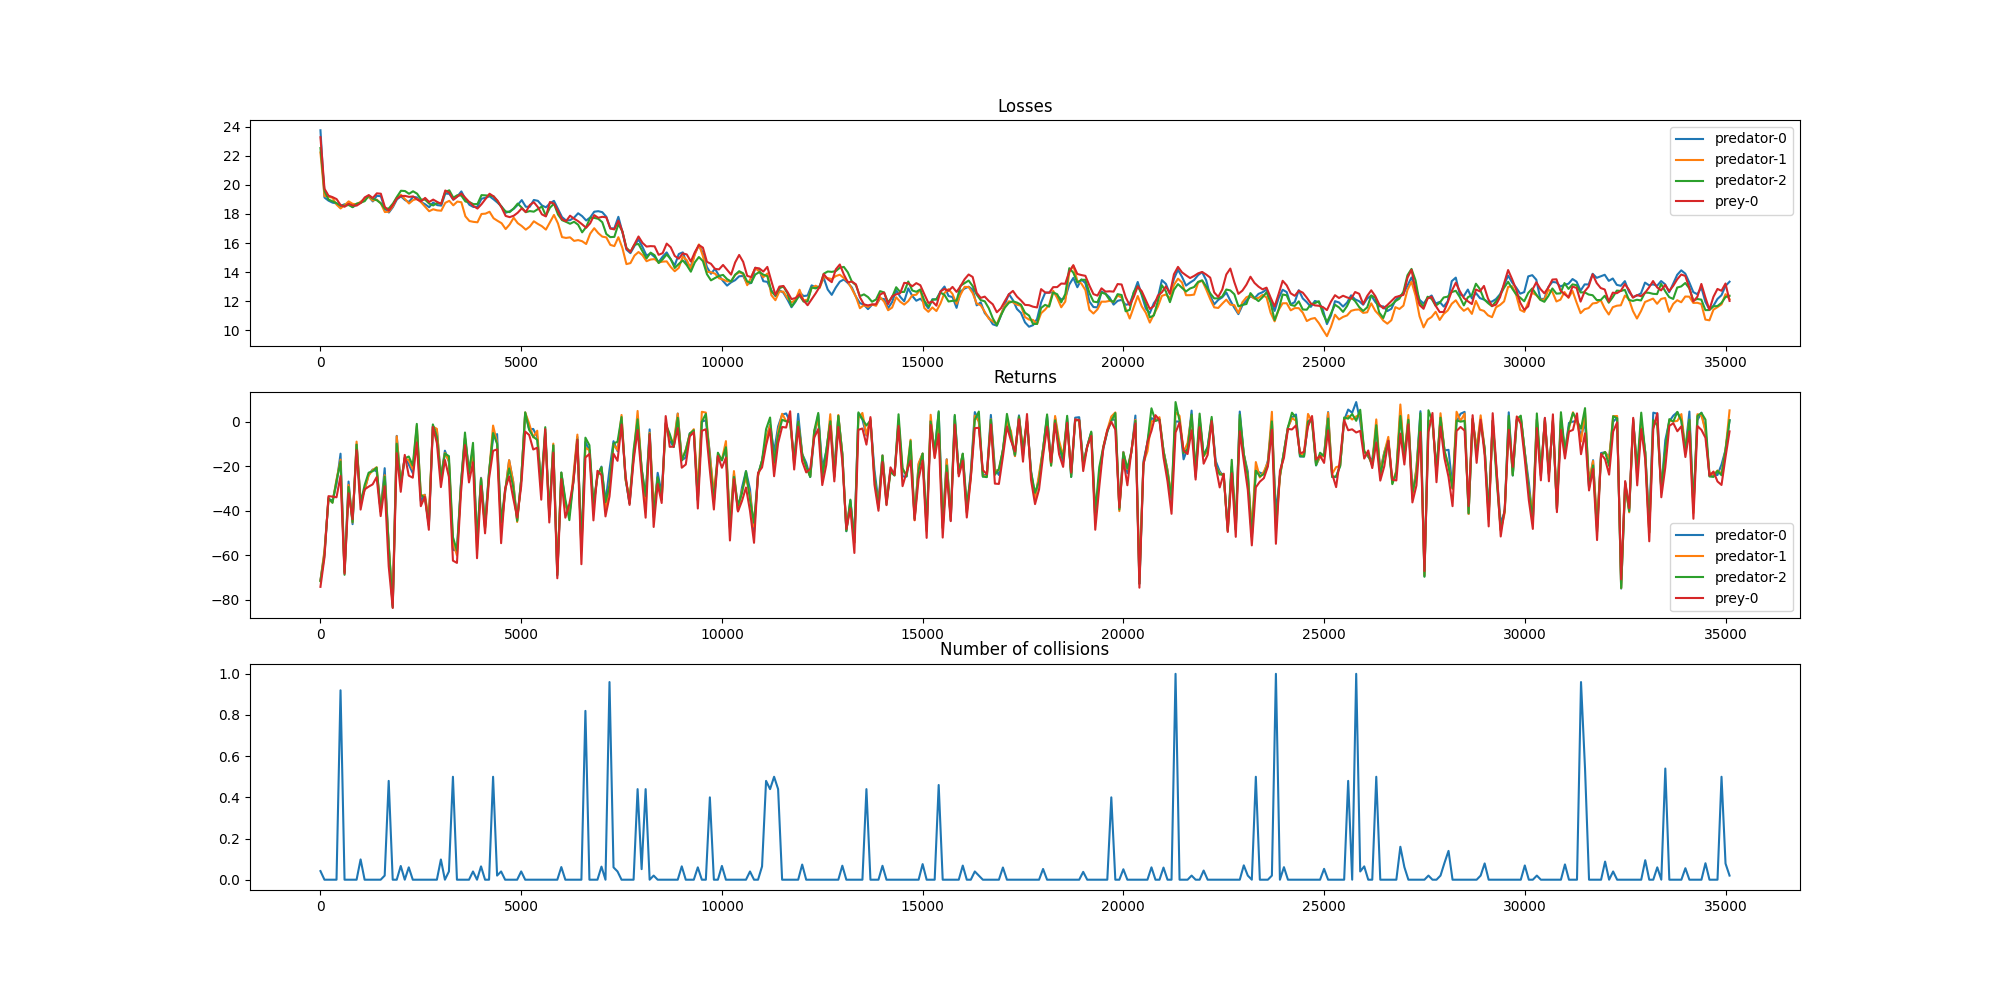 Losses
24
22
20
18
16
14
12
10
predator-0
predator-1
predator-2
prey-0
0 5000 10000 15000 20000 25000 30000 35000
Returns
0
−20
−40
−60
−80
predator-0
predator-1
predator-2
prey-0
0 5000 10000 15000 20000 25000 30000 35000
Number of collisions
1.0
0.8
0.6
0.4
0.2
0.0
0 5000 10000 15000 20000 25000 30000 35000